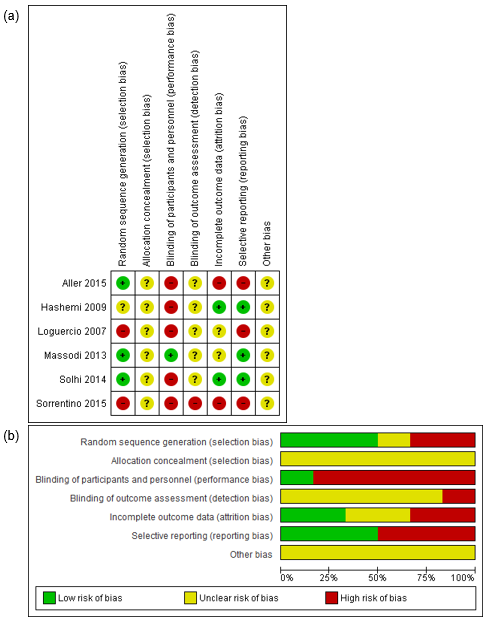 (a)
Random sequence generation (selection bias)
Allocation concealment (selection bias)
Blinding of participants and personnel (performance bias)
Blinding of outcome assessment (detection bias)
Incomplete outcome data (attrition bias)
Selective reporting (reporting bias)
Other bias
Aller 2015 + ? - ? - - ?
Hashemi 2009 ? ? - ? + + ?
Loguercio 2007 - ? - ? ? - ?
Massodi 2013 + ? + ? ? + ?
Solhi 2014 + ? - ? + + ?
Sorrentino 2015 - ? - - - - ?
(b)
Random sequence generation (selection bias)
Allocation concealment (selection bias)
Blinding of participants and personnel (performance bias)
Blinding of outcome assessment (detection bias)
Incomplete outcome data (attrition bias)
Selective reporting (reporting bias)
Other bias
0% 25% 50% 75% 100%
Low risk of bias Unclear risk of bias High risk of bias